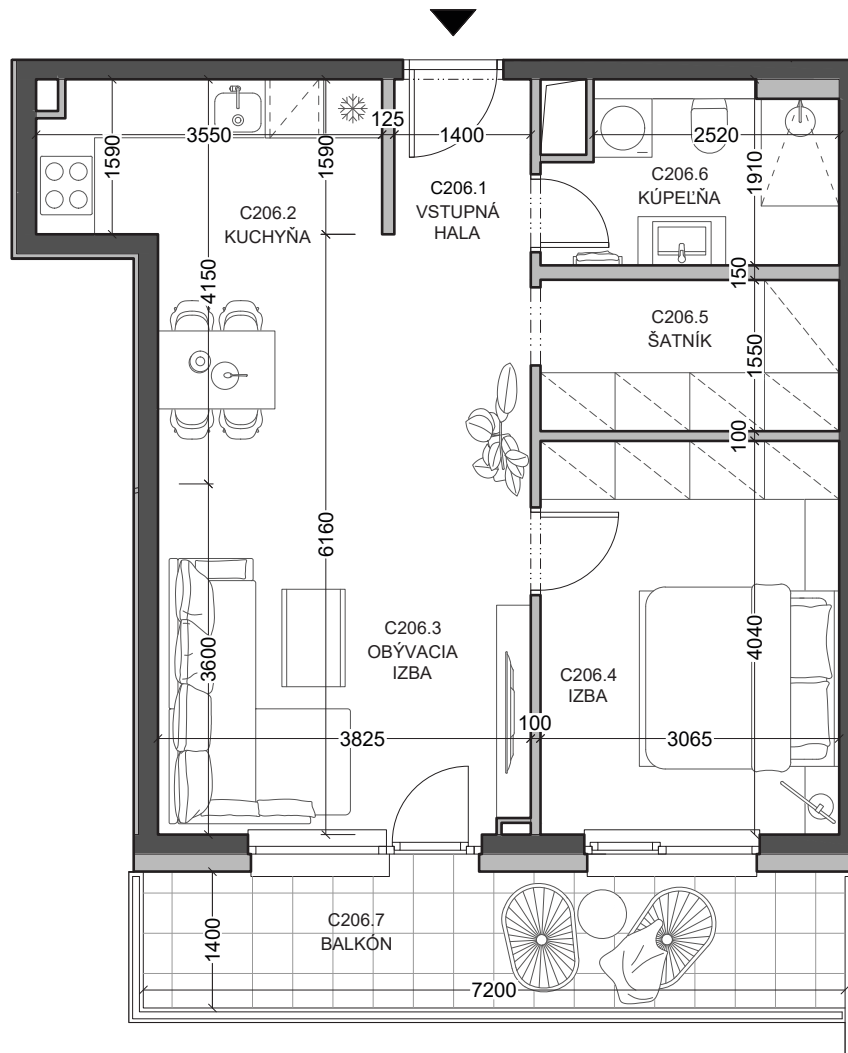 125
3550
1400
2520
1590
1590
1910
C206.1
VSTUPNÁ
HALA
C206.6
KÚPEĽŇA
C206.2
KUCHYŇA
4150
150
C206.5
ŠATNÍK
1550
100
6160
3600
C206.3
OBÝVACIA
IZBA
4040
C206.4
IZBA
100
3825
3065
C206.7
BALKÓN
1400
7200